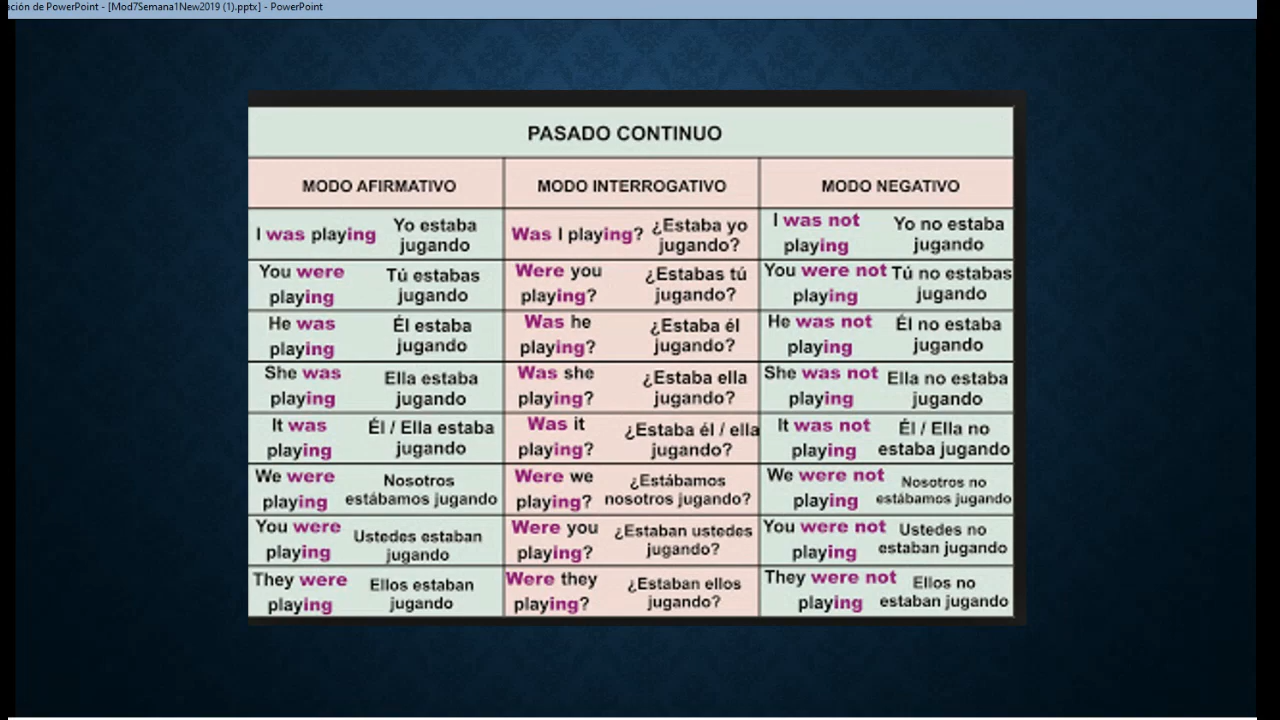 ción de PowerPoint - [Mod7Semana1New2019 (1).pptx] - PowerPoint
PASADO CONTINUO
MODO AFIRMATIVO
MODO INTERROGATIVO
MODO NEGATIVO
I was playing
Yo estaba
jugando
Was I playing?
¿Estaba yo
jugando?
I was not
playing
Yo no estaba
jugando
You were
playing
Tú estabas
jugando
Were you
playing?
¿Estabas tú
jugando?
You were not
playing
Tú no estabas
jugando
He was
playing
Él estaba
jugando
Was he
playing?
¿Estaba él
jugando?
He was not
playing
Él no estaba
jugando
She was
playing
Ella estaba
jugando
Was she
playing?
¿Estaba ella
jugando?
She was not
playing
Ella no estaba
jugando
It was
playing
Él / Ella estaba
jugando
Was it
playing?
¿Estaba él / ella
jugando?
It was not
playing
Él / Ella no
estaba jugando
We were
playing
Nosotros
estábamos jugando
Were we
playing?
¿Estábamos
nosotros jugando?
We were not
playing
Nosotros no
estábamos jugando
You were
playing
Ustedes estaban
jugando
Were you
playing?
¿Estaban ustedes
jugando?
You were not
playing
Ustedes no
estaban jugando
They were
playing
Ellos estaban
jugando
Were they
playing?
¿Estaban ellos
jugando?
They were not
playing
Ellos no
estaban jugando